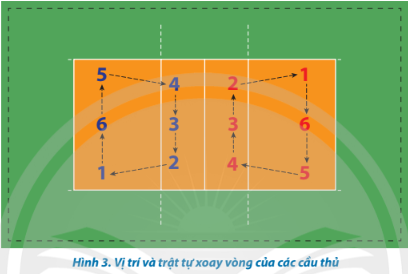 5 4 2 1
6 3 3 6
1 2 4 5
Hình 3. Vị trí và trật tự xoay vòng của các cầu thủ